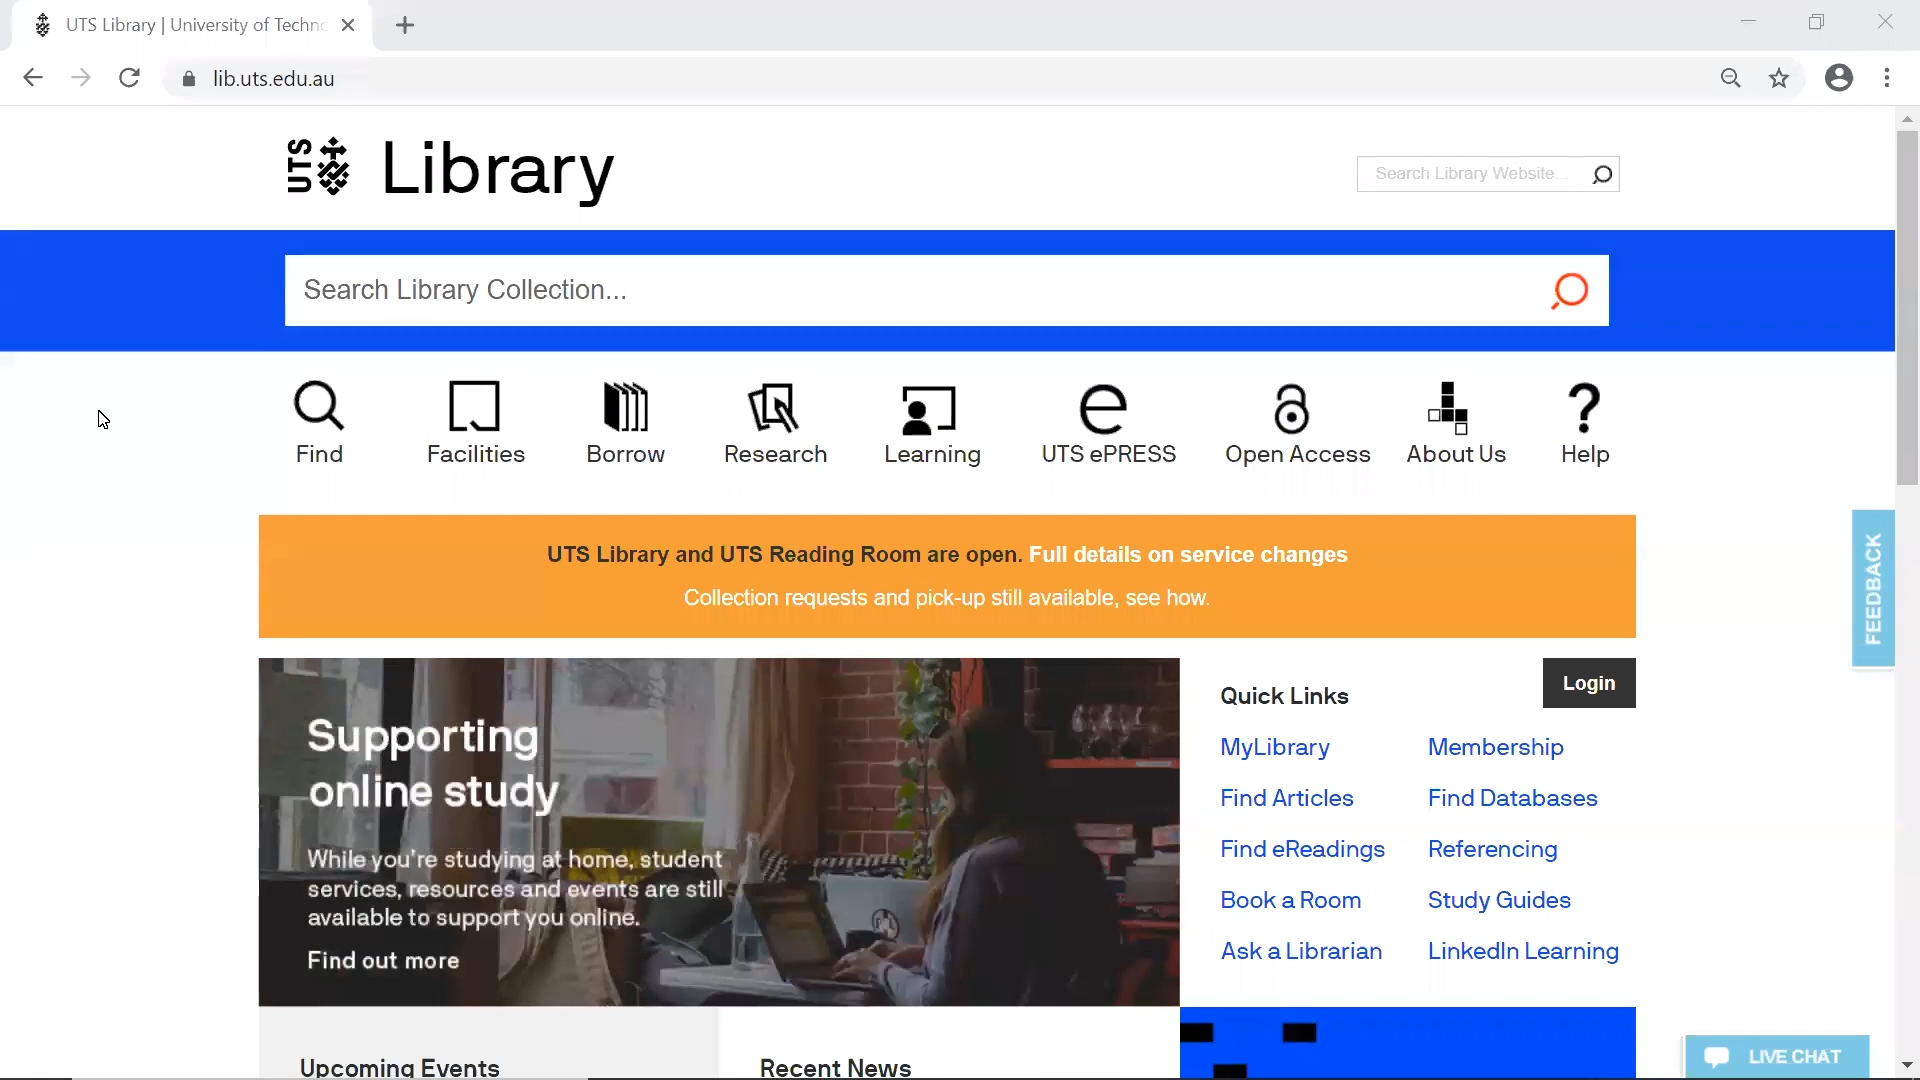 UTS Library | University of Techno
lib.uts.edu.au
UTS Library
Search Library Website...
Search Library Collection...
Find
Facilities
Borrow
Research
Learning
UTS ePRESS
Open Access
About Us
Help
UTS Library and UTS Reading Room are open. Full details on service changes
Collection requests and pick-up still available, see how.
FEEDBACK
Supporting
online study
While you're studying at home, student
services, resources and events are still
available to support you online.
Find out more
Quick Links
Login
MyLibrary
Membership
Find Articles
Find Databases
Find eReadings
Referencing
Book a Room
Study Guides
Ask a Librarian
LinkedIn Learning
Upcoming Events
Recent News
LIVE CHAT